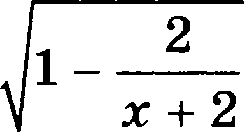 √(1 − 2/(x + 2))